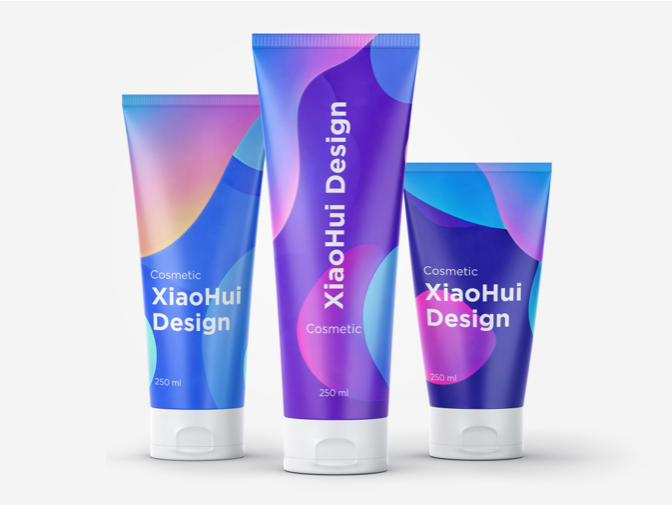 Cosmetic
XiaoHui
Design
250 ml
XiaoHui Design
Cosmetic
250 ml
Cosmetic
XiaoHui
Design
250 ml